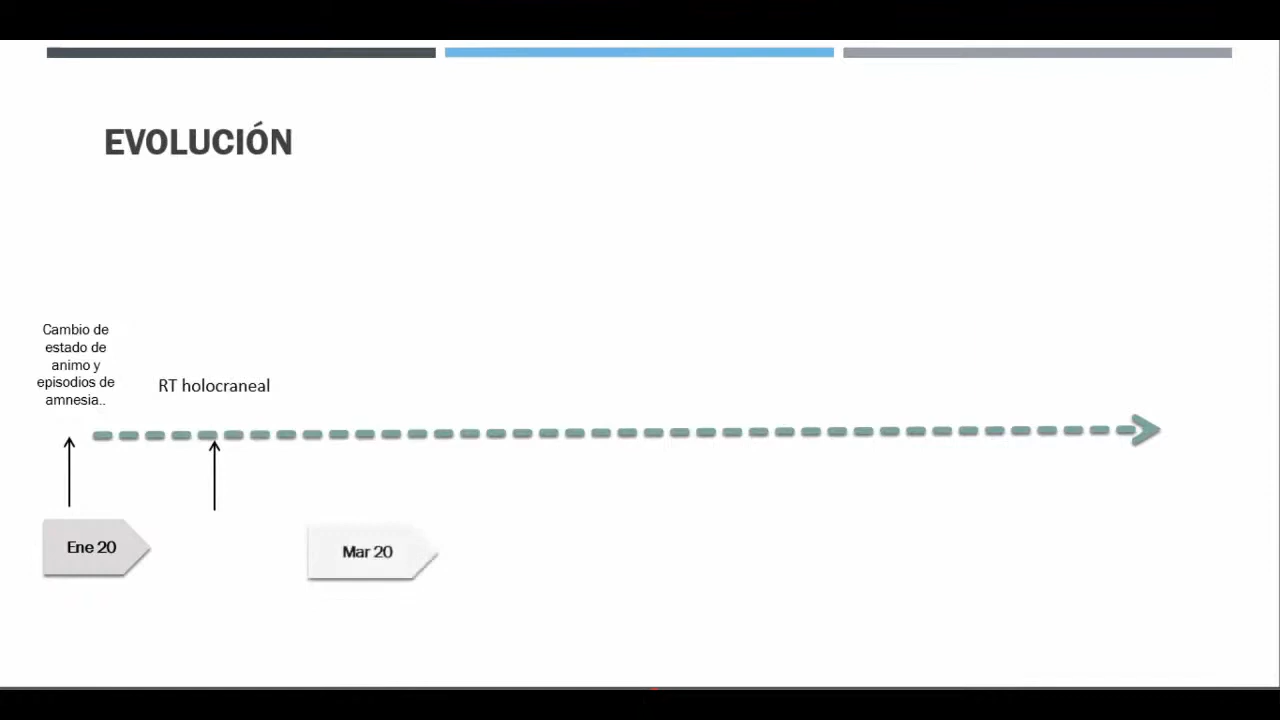 EVOLUCIÓN
Cambio de
estado de
animo y
episodios de
amnesia..
RT holocraneal
Ene 20
Mar 20